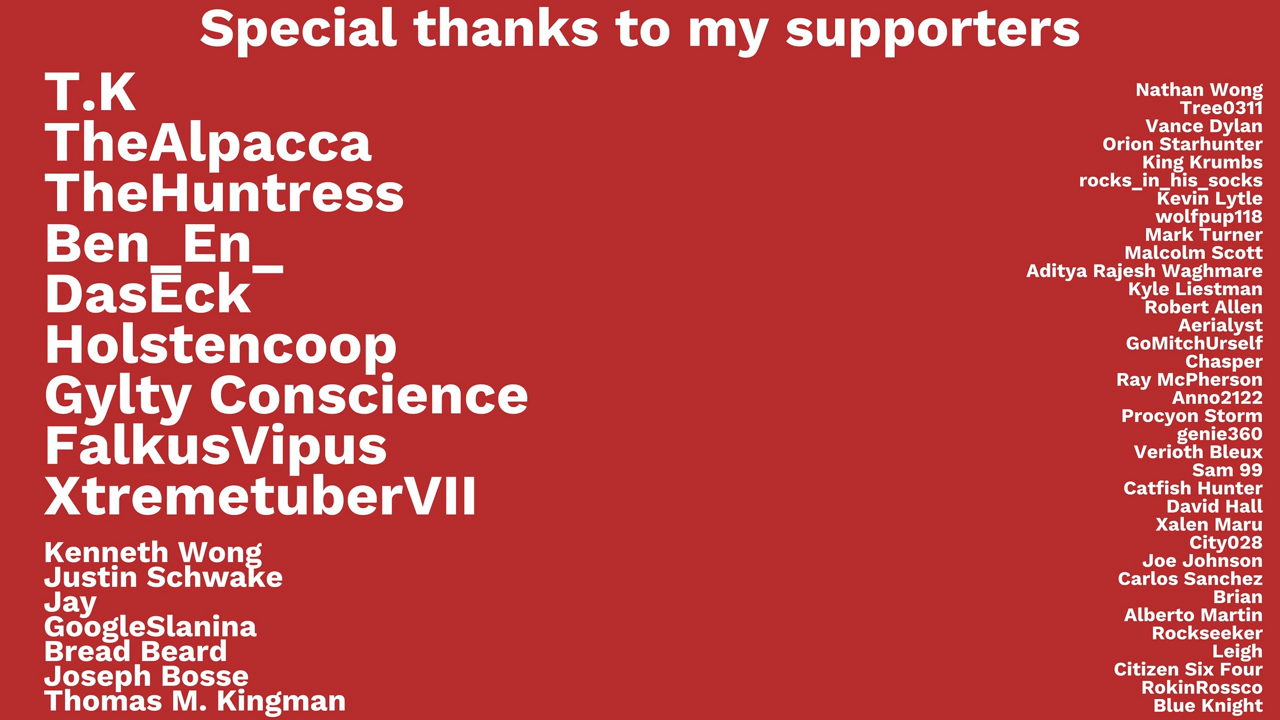 Special thanks to my supporters
T.K
TheAlpacca
TheHuntress
Ben_En_
DasEck
Holstencoop
Gylty Conscience
FalkusVipus
XtremetuberVII
Kenneth Wong
Justin Schwake
Jay
GoogleSlanina
Bread Beard
Joseph Bosse
Thomas M. Kingman
Nathan Wong
Tree0311
Vance Dylan
Orion Starhunter
King Krumbs
rocks_in_his_socks
Kevin Lytle
wolfpup118
Mark Turner
Malcolm Scott
Aditya Rajesh Waghmare
Kyle Liestman
Robert Allen
Aerialyst
GoMitchUrself
Chasper
Ray McPherson
Anno2122
Procyon Storm
genie360
Verioth Bleux
Sam 99
Catfish Hunter
David Hall
Xalen Maru
City028
Joe Johnson
Carlos Sanchez
Brian
Alberto Martin
Rockseeker
Leigh
Citizen Six Four
RokinRossco
Blue Knight